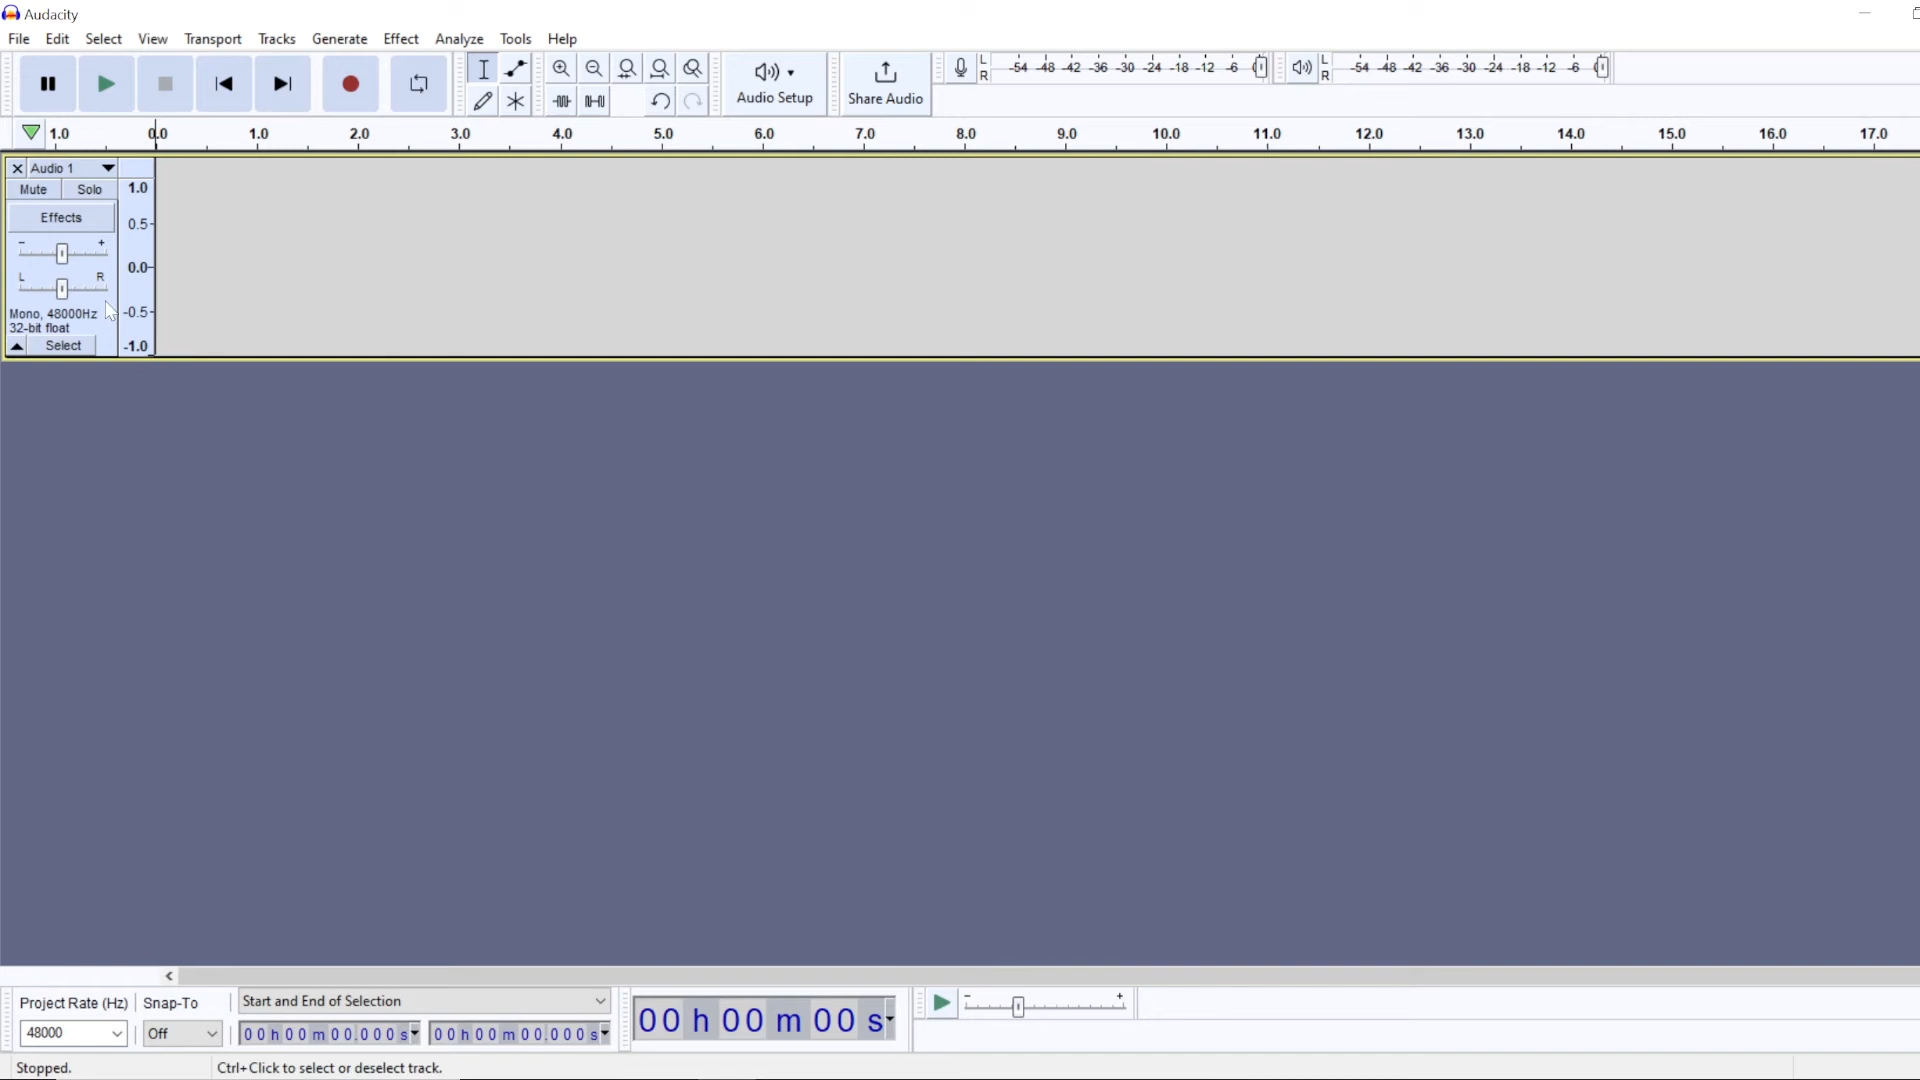 Audacity
File Edit Select View Transport Tracks Generate Effect Analyze Tools Help
Audio Setup
Share Audio
L R -54 -48 -42 -36 -30 -24 -18 -12 -6 0
L R -54 -48 -42 -36 -30 -24 -18 -12 -6 0
1.0 0.0 1.0 2.0 3.0 4.0 5.0 6.0 7.0 8.0 9.0 10.0 11.0 12.0 13.0 14.0 15.0 16.0 17.0
Audio 1
Mute Solo 1.0
Effects 0.5
- +
0.0
L R
Mono, 48000Hz -0.5
32-bit float
Select -1.0
Project Rate (Hz) Snap-To Start and End of Selection
48000 Off 00 h 00 m 00.000 s 00 h 00 m 00.000 s 00 h 00 m 00 s
- +
Stopped. Ctrl+Click to select or deselect track.